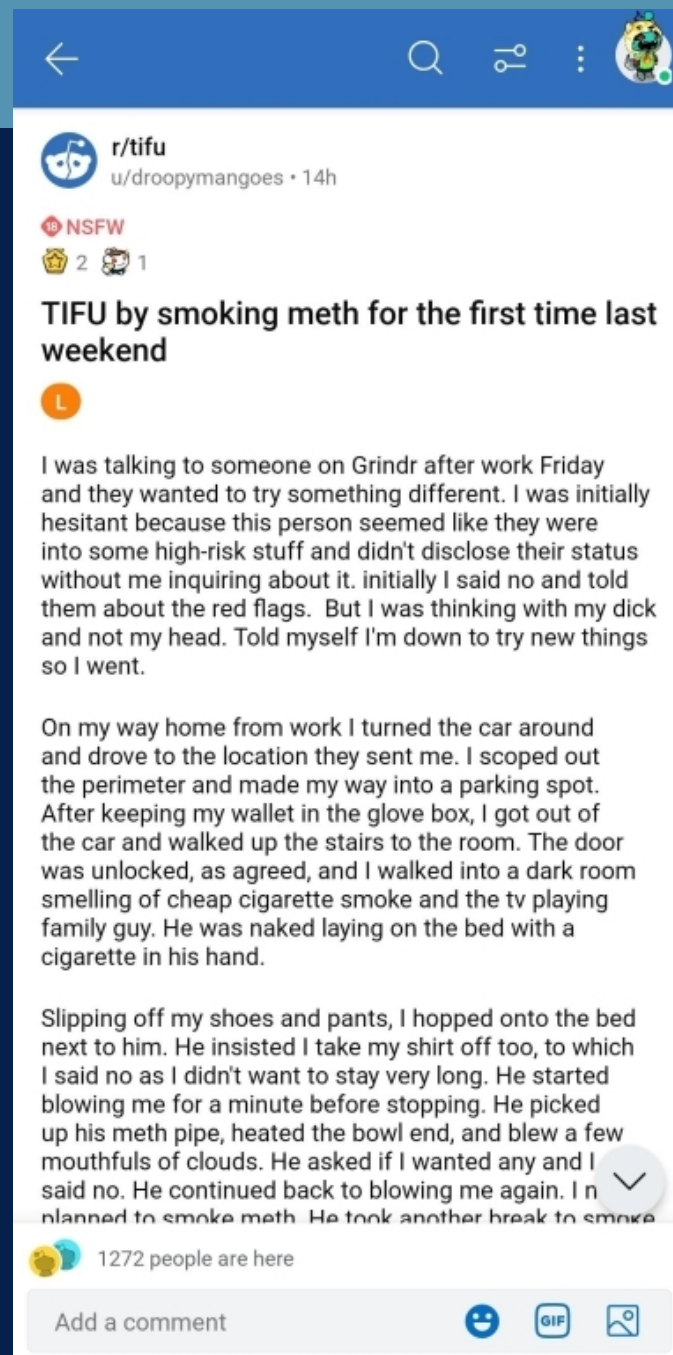 r/tifu
u/droopymangoes • 14h
18 NSFW
2 1
TIFU by smoking meth for the first time last
weekend
L
I was talking to someone on Grindr after work Friday
and they wanted to try something different. I was initially
hesitant because this person seemed like they were
into some high-risk stuff and didn't disclose their status
without me inquiring about it. initially I said no and told
them about the red flags.  But I was thinking with my dick
and not my head. Told myself I'm down to try new things
so I went.
On my way home from work I turned the car around
and drove to the location they sent me. I scoped out
the perimeter and made my way into a parking spot.
After keeping my wallet in the glove box, I got out of
the car and walked up the stairs to the room. The door
was unlocked, as agreed, and I walked into a dark room
smelling of cheap cigarette smoke and the tv playing
family guy. He was naked laying on the bed with a
cigarette in his hand.
Slipping off my shoes and pants, I hopped onto the bed
next to him. He insisted I take my shirt off too, to which
I said no as I didn't want to stay very long. He started
blowing me for a minute before stopping. He picked
up his meth pipe, heated the bowl end, and blew a few
mouthfuls of clouds. He asked if I wanted any and I
said no. He continued back to blowing me again. I n
planned to smoke meth. He took another break to smoke
1272 people are here
Add a comment
GIF